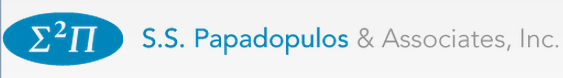 Σ²Π S.S. Papadopulos & Associates, Inc.